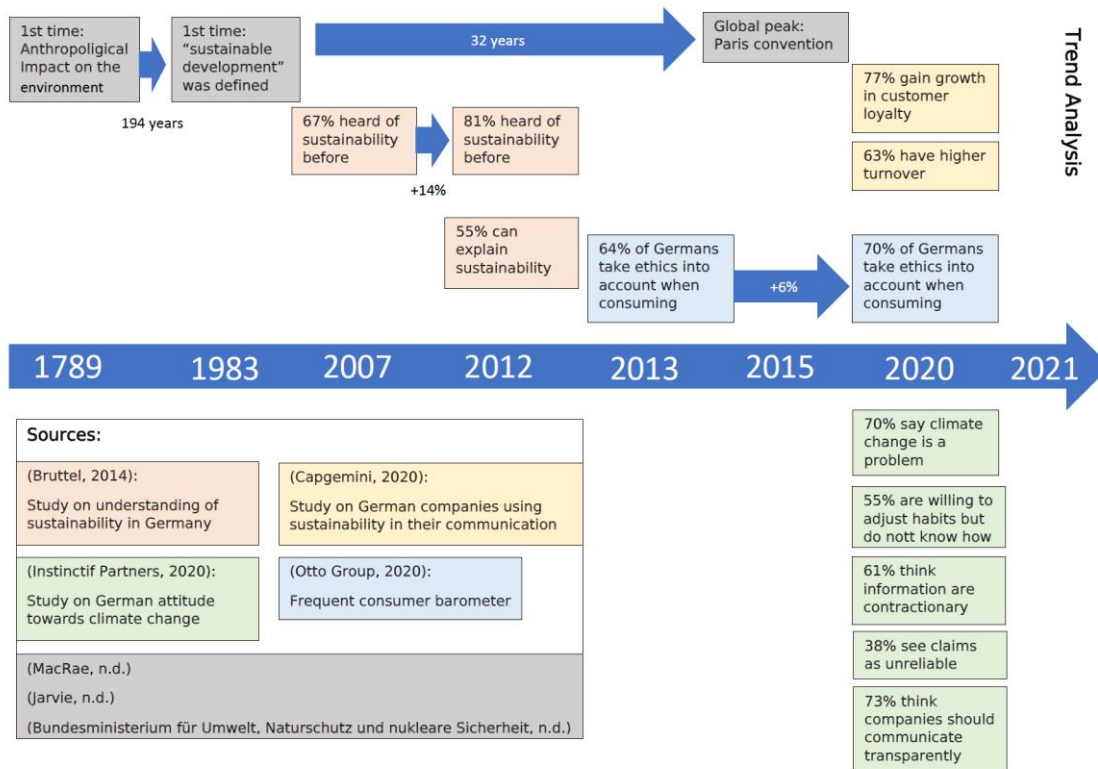 1st time:
Anthropoligical
Impact on the
environment
194 years
1st time:
“sustainable
development”
was defined
32 years
Global peak:
Paris convention
Trend Analysis
67% heard of
sustainability
before
+14%
81% heard of
sustainability
before
77% gain growth
in customer
loyalty
63% have higher
turnover
55% can
explain
sustainability
64% of Germans
take ethics into
account when
consuming
+6%
70% of Germans
take ethics into
account when
consuming
1789
1983
2007
2012
2013
2015
2020
2021
Sources:
(Bruttel, 2014):
Study on understanding of
sustainability in Germany
(Capgemini, 2020):
Study on German companies using
sustainability in their communication
(Instinctif Partners, 2020):
Study on German attitude
towards climate change
(Otto Group, 2020):
Frequent consumer barometer
(MacRae, n.d.)
(Jarvie, n.d.)
(Bundesministerium für Umwelt, Naturschutz und nukleare Sicherheit, n.d.)
70% say climate
change is a
problem
55% are willing to
adjust habits but
do nott know how
61% think
information are
contractionary
38% see claims
as unreliable
73% think
companies should
communicate
transparently